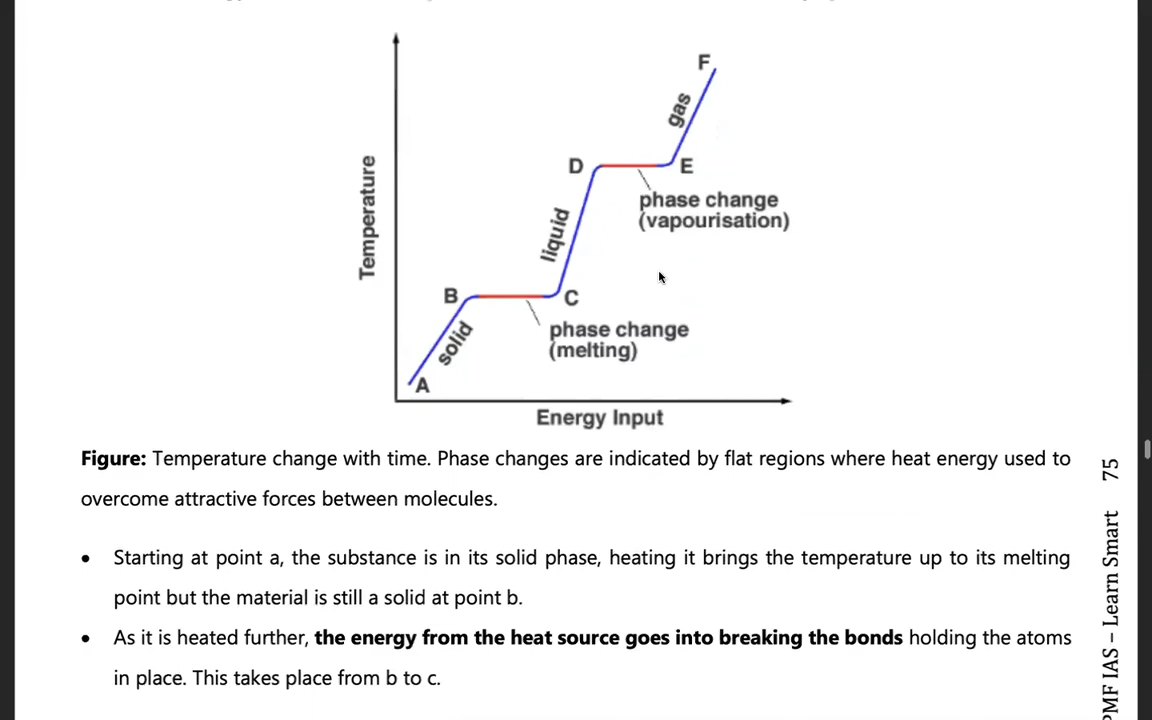 F
gas
D
E
phase change
(vapourisation)
Temperature
liquid
B
C
phase change
(melting)
solid
A
Energy Input
Figure: Temperature change with time. Phase changes are indicated by flat regions where heat energy used to
overcome attractive forces between molecules.
• Starting at point a, the substance is in its solid phase, heating it brings the temperature up to its melting
point but the material is still a solid at point b.
• As it is heated further, the energy from the heat source goes into breaking the bonds holding the atoms
in place. This takes place from b to c.
PMF IAS – Learn Smart 75